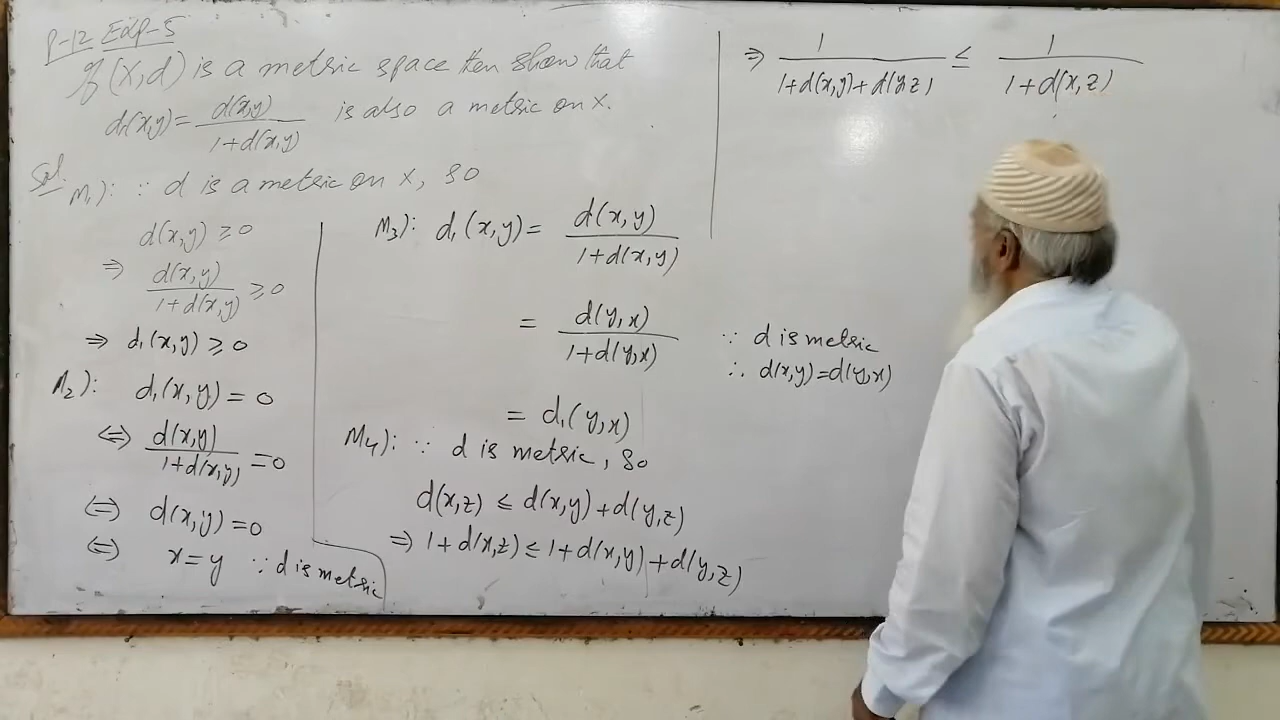 P-12 Exp-5
If (X,d) is a metric space then show that
d₁(x,y) = d(x,y) / 1+d(x,y) is also a metric on X.
Sol. M₁): ∵ d is a metric on X, so
d(x,y) ≥ 0
⇒ d(x,y) / 1+d(x,y) ≥ 0
⇒ d₁(x,y) ≥ 0
M₂): d₁(x,y) = 0
⇔ d(x,y) / 1+d(x,y) = 0
⇔ d(x,y) = 0
⇔ x = y ∵ d is metric
M₃): d₁(x,y) = d(x,y) / 1+d(x,y)
= d(y,x) / 1+d(y,x) ∵ d is metric
∴ d(x,y) = d(y,x)
= d₁(y,x)
M₄): ∵ d is metric, so
d(x,z) ≤ d(x,y) + d(y,z)
⇒ 1+d(x,z) ≤ 1+d(x,y) + d(y,z)
⇒ 1 / 1+d(x,y)+d(y,z) ≤ 1 / 1+d(x,z)